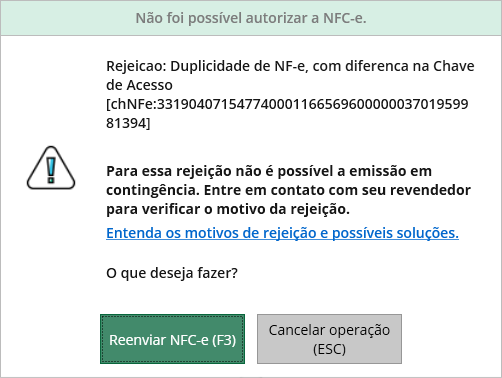 Não foi possível autorizar a NFC-e.
Rejeicao: Duplicidade de NF-e, com diferenca na Chave
de Acesso
[chNFe:331904071547740001166569600000037019599
81394]
Para essa rejeição não é possível a emissão em
contingência. Entre em contato com seu revendedor
para verificar o motivo da rejeição.
Entenda os motivos de rejeição e possíveis soluções.
O que deseja fazer?
Reenviar NFC-e (F3)
Cancelar operação
(ESC)